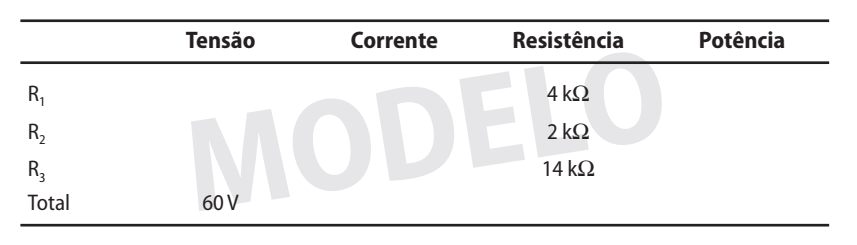 Tensão Corrente Resistência Potência
R₁ 4 kΩ
R₂ 2 kΩ
R₃ 14 kΩ
Total 60 V
MODELO